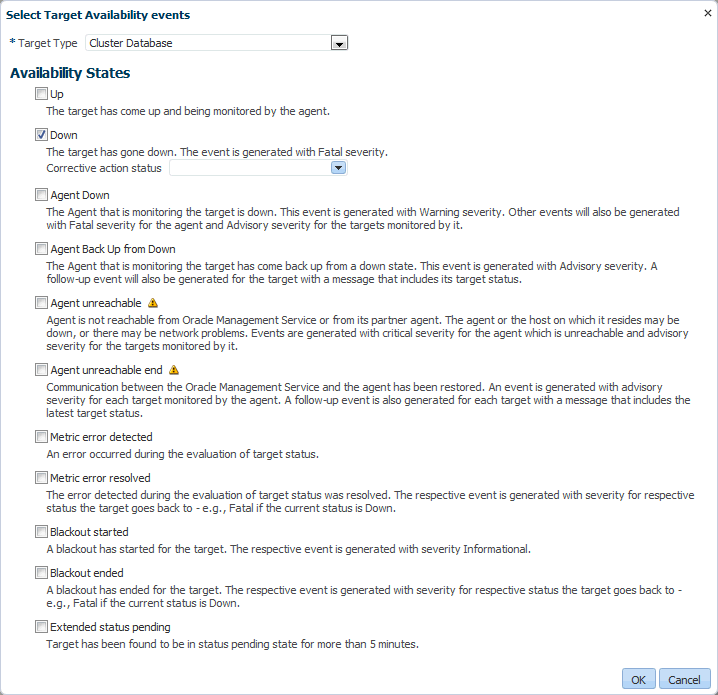 Select Target Availability events
* Target Type Cluster Database
Availability States
Up
The target has come up and being monitored by the agent.
Down
The target has gone down. The event is generated with Fatal severity.
Corrective action status
Agent Down
The Agent that is monitoring the target is down. This event is generated with Warning severity. Other events will also be generated
with Fatal severity for the agent and Advisory severity for the targets monitored by it.
Agent Back Up from Down
The Agent that is monitoring the target has come back up from a down state. This event is generated with Advisory severity. A
follow-up event will also be generated for the target with a message that includes its target status.
Agent unreachable
Agent is not reachable from Oracle Management Service or from its partner agent. The agent or the host on which it resides may be
down, or there may be network problems. Events are generated with critical severity for the agent which is unreachable and advisory
severity for the targets monitored by it.
Agent unreachable end
Communication between the Oracle Management Service and the agent has been restored. An event is generated with advisory
severity for each target monitored by the agent. A follow-up event is also generated for each target with a message that includes the
latest target status.
Metric error detected
An error occurred during the evaluation of target status.
Metric error resolved
The error detected during the evaluation of target status was resolved. The respective event is generated with severity for respective
status the target goes back to - e.g., Fatal if the current status is Down.
Blackout started
A blackout has started for the target. The respective event is generated with severity Informational.
Blackout ended
A blackout has ended for the target. The respective event is generated with severity for respective status the target goes back to -
e.g., Fatal if the current status is Down.
Extended status pending
Target has been found to be in status pending state for more than 5 minutes.
OK Cancel